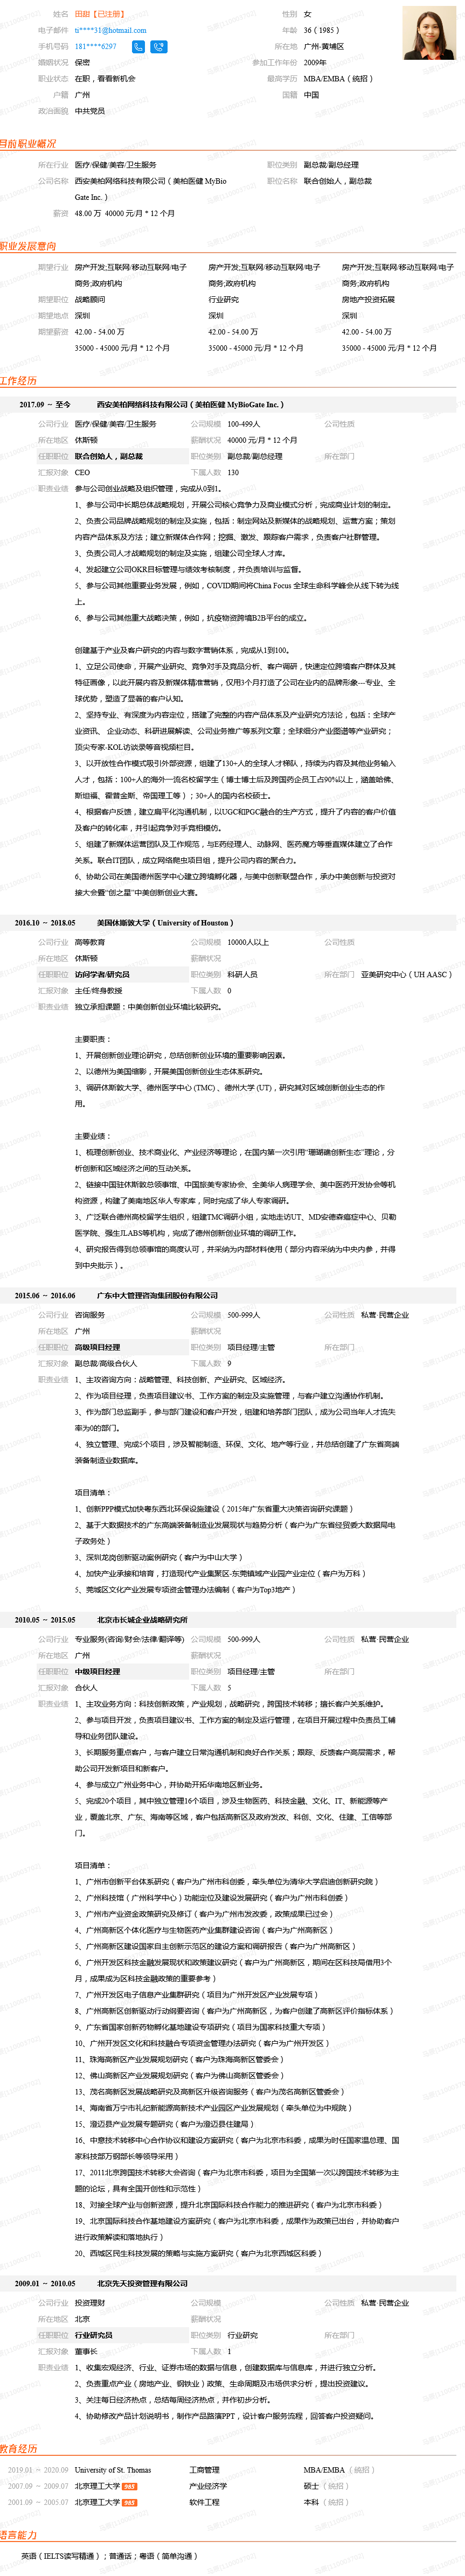 姓名 田甜【已注册】 性别 女
电子邮件 ti****31@hotmail.com 年龄 36（1985）
手机号码 181****6297 所在地 广州-黄埔区
婚姻状况 保密 参加工作年份 2009年
职业状态 在职，看看新机会 最高学历 MBA/EMBA（统招）
户籍 广州 国籍 中国
政治面貌 中共党员
目前职业概况
所在行业 医疗/保健/美容/卫生服务 职位类别 副总裁/副总经理
公司名称 西安美柏网络科技有限公司（美柏医健 MyBio 职位名称 联合创始人，副总裁
Gate Inc.）
薪资 48.00 万 40000 元/月 * 12 个月
职业发展意向
期望行业 房产开发;互联网/移动互联网/电子 房产开发;互联网/移动互联网/电子 房产开发;互联网/移动互联网/电子
商务;政府机构 商务;政府机构 商务;政府机构
期望职位 战略顾问 行业研究 房地产投资拓展
期望地点 深圳 深圳 深圳
期望薪资 42.00 - 54.00 万 42.00 - 54.00 万 42.00 - 54.00 万
35000 - 45000 元/月 * 12 个月 35000 - 45000 元/月 * 12 个月 35000 - 45000 元/月 * 12 个月
工作经历
2017.09 ~ 至今 西安美柏网络科技有限公司（美柏医健 MyBioGate Inc.）
公司行业 医疗/保健/美容/卫生服务 公司规模 100-499人 公司性质
所在地区 休斯顿 薪酬状况 40000 元/月 * 12 个月
任职职位 联合创始人，副总裁 职位类别 副总裁/副总经理 所在部门
汇报对象 CEO 下属人数 130
职责业绩 参与公司创业战略及组织管理，完成从0到1。
1、参与公司中长期总体战略规划，开展公司核心竞争力及商业模式分析，完成商业计划的制定。
2、负责公司品牌战略规划的制定及实施，包括：制定网站及新媒体的战略规划、运营方案；策划
内容产品体系及方法；建立新媒体合作网；挖掘、激发、跟踪客户需求，负责客户社群管理。
3、负责公司人才战略规划的制定及实施，组建公司全球人才库。
4、发起建立公司OKR目标管理与绩效考核制度，并负责培训与监督。
5、参与公司其他重要业务发展，例如，COVID期间将China Focus 全球生命科学峰会从线下转为线
上。
6、参与公司其他重大战略决策，例如，抗疫物资跨境B2B平台的成立。
创建基于产业及客户研究的内容与数字营销体系，完成从1到100。
1、立足公司使命，开展产业研究、竞争对手及竞品分析、客户调研，快速定位跨境客户群体及其
特征画像，以此开展内容及新媒体精准营销，仅用3个月打造了公司在业内的品牌形象—专业、全
球优势，塑造了显著的客户认知。
2、坚持专业、有深度为内容定位，搭建了完整的内容产品体系及产业研究方法论，包括：全球产
业资讯、企业动态、科研进展解读、公司业务推广等系列文章；全球细分产业图谱等产业研究；
顶尖专家-KOL访谈录等音视频栏目。
3、以开放性合作模式吸引外部资源，组建了130+人的全球人才梯队，持续为内容及其他业务输入
人才，包括：100+人的海外一流名校留学生（博士博士后及跨国药企员工占90%以上，涵盖哈佛、
斯坦福、霍普金斯、帝国理工等）；30+人的国内名校硕士。
4、根据客户反馈，建立扁平化沟通机制，以UGC和PGC融合的生产方式，提升了内容的客户价值
及客户的转化率，并引起竞争对手竞相模仿。
5、组建了新媒体运营团队及工作规范，与E药经理人、动脉网、医药魔方等垂直媒体建立了合作
关系。联合IT团队，成立网络爬虫项目组，提升公司内容的聚合力。
6、协助公司在美国德州医学中心建立跨境孵化器，与美中创新联盟合作，承办中美创新与投资对
接大会暨“创之星”中美创新创业大赛。
2016.10 ~ 2018.05 美国休斯敦大学（University of Houston）
公司行业 高等教育 公司规模 10000人以上 公司性质
所在地区 休斯顿 薪酬状况
任职职位 访问学者/研究员 职位类别 科研人员 所在部门 亚美研究中心（UH AASC）
汇报对象 主任/终身教授 下属人数 0
职责业绩 独立承担课题：中美创新创业环境比较研究。
主要职责：
1、开展创新创业理论研究，总结创新创业环境的重要影响因素。
2、以德州为美国缩影，开展美国创新创业生态体系研究。
3、调研休斯敦大学、德州医学中心 (TMC) 、德州大学 (UT)，研究其对区域创新创业生态的作
用。
主要业绩：
1、梳理创新创业、技术商业化、产业经济等理论，在国内第一次引用“珊瑚礁创新生态”理论，分
析创新和区域经济之间的互动关系。
2、链接中国驻休斯敦总领事馆、中国旅美专家协会、全美华人病理学会、美中医药开发协会等机
构资源，构建了美南地区华人专家库，同时完成了华人专家调研。
3、广泛联合德州高校留学生组织，组建TMC调研小组，实地走访UT、MD安德森癌症中心、贝勒
医学院、强生JLABS等机构，完成了德州创新创业环境的调研工作。
4、研究报告得到总领事馆的高度认可，并采纳为内部材料使用（部分内容采纳为中央内参，并得
到中央批示）。
2015.06 ~ 2016.06 广东中大管理咨询集团股份有限公司
公司行业 咨询服务 公司规模 500-999人 公司性质 私营·民营企业
所在地区 广州 薪酬状况
任职职位 高级项目经理 职位类别 项目经理/主管 所在部门
汇报对象 副总裁/高级合伙人 下属人数 9
职责业绩 1、主攻咨询方向：战略管理、科技创新、产业研究、区域经济。
2、作为项目经理，负责项目建议书、工作方案的制定及实施管理，与客户建立沟通协作机制。
3、作为部门总监副手，参与部门建设和客户开发，组建和培养部门团队，成为公司当年人才流失
率为0的部门。
4、独立管理、完成5个项目，涉及智能制造、环保、文化、地产等行业，并总结创建了广东省高端
装备制造业数据库。
项目清单：
1、创新PPP模式加快粤东西北环保设施建设（2015年广东省重大决策咨询研究课题）
2、基于大数据技术的广东高端装备制造业发展现状与趋势分析（客户为广东省经贸委大数据局电
子政务处）
3、深圳龙岗创新驱动案例研究（客户为中山大学）
4、加快产业承接和培育，打造现代产业集聚区-东莞镇域产业园产业定位（客户为万科）
5、莞城区文化产业发展专项资金管理办法编制（客户为Top3地产）
2010.05 ~ 2015.05 北京市长城企业战略研究所
公司行业 专业服务(咨询/财会/法律/翻译等) 公司规模 500-999人 公司性质 私营·民营企业
所在地区 广州 薪酬状况
任职职位 中级项目经理 职位类别 项目经理/主管 所在部门
汇报对象 合伙人 下属人数 5
职责业绩 1、主攻业务方向：科技创新政策，产业规划，战略研究，跨国技术转移；擅长客户关系维护。
2、参与项目开发，负责项目建议书、工作方案的制定及运行管理，在项目开展过程中负责员工辅
导和业务团队建设。
3、长期服务重点客户，与客户建立日常沟通机制和良好合作关系；跟踪、反馈客户高层需求，帮
助公司开发新项目和新客户。
4、参与成立广州业务中心，并协助开拓华南地区新业务。
5、完成20个项目，其中独立管理16个项目，涉及生物医药、科技金融、文化、IT、新能源等产
业，覆盖北京、广东、海南等区域，客户包括高新区及政府发改、科创、文化、住建、工信等部
门。
项目清单：
1、广州市创新平台体系研究（客户为广州市科创委，牵头单位为清华大学启迪创新研究院）
2、广州科技馆（广州科学中心）功能定位及建设发展研究（客户为广州市科创委）
3、广州市产业资金政策研究及修订（客户为广州市发改委，政策成果已过会）
4、广州高新区个体化医疗与生物医药产业集群建设咨询（客户为广州高新区）
5、广州高新区建设国家自主创新示范区的建设方案和调研报告（客户为广州高新区）
6、广州开发区科技金融发展现状和政策建议研究（客户为广州高新区，期间在区科技局借用3个
月，成果成为区科技金融政策的重要参考）
7、广州开发区电子信息产业集群研究（项目为广州开发区产业发展专项）
8、广州高新区创新驱动行动纲要咨询（客户为广州高新区，为客户创建了高新区评价指标体系）
9、广东省国家创新药物孵化基地建设专项研究（项目为国家科技重大专项）
10、广州开发区文化和科技融合专项资金管理办法研究（客户为广州开发区）
11、珠海高新区产业发展规划研究（客户为珠海高新区管委会）
12、佛山高新区产业发展规划研究（客户为佛山高新区管委会）
13、茂名高新区发展战略研究及高新区升级咨询服务（客户为茂名高新区管委会）
14、海南省万宁市礼纪新能源高新技术产业园区产业发展规划（牵头单位为中规院）
15、澄迈县产业发展专题研究（客户为澄迈县住建局）
16、中意技术转移中心合作协议和建设方案研究（客户为北京市科委，成果为时任国家温总理、国
家科技部万钢部长等领导采用）
17、2011北京跨国技术转移大会咨询（客户为北京市科委，项目为全国第一次以跨国技术转移为主
题的论坛，具有全国开创性和示范性）
18、对接全球产业与创新资源，提升北京国际科技合作能力的推进研究（客户为北京市科委）
19、北京国际科技合作基地建设方案研究（客户为北京市科委，成果作为政策已出台，并协助客户
进行政策解读和落地执行）
20、西城区民生科技发展的策略与实施方案研究（客户为北京西城区科委）
2009.01 ~ 2010.05 北京先天投资管理有限公司
公司行业 投资理财 公司规模 公司性质 私营·民营企业
所在地区 北京 薪酬状况
任职职位 行业研究员 职位类别 行业研究 所在部门
汇报对象 董事长 下属人数 1
职责业绩 1、收集宏观经济、行业、证券市场的数据与信息，创建数据库与信息库，并进行独立分析。
2、负责重点产业（房地产业、钢铁业）政策、生命周期及市场供求分析，提出投资建议。
3、关注每日经济热点，总结每周经济热点，并作初步分析。
4、协助修改产品计划说明书，制作产品路演PPT，设计客户服务流程，回答客户投资疑问。
教育经历
2019.01 ~ 2020.09 University of St. Thomas 工商管理 MBA/EMBA（统招）
2007.09 ~ 2009.07 北京理工大学 985 产业经济学 硕士（统招）
2001.09 ~ 2005.07 北京理工大学 985 软件工程 本科（统招）
语言能力
英语（IELTS读写精通）；普通话；粤语（简单沟通）